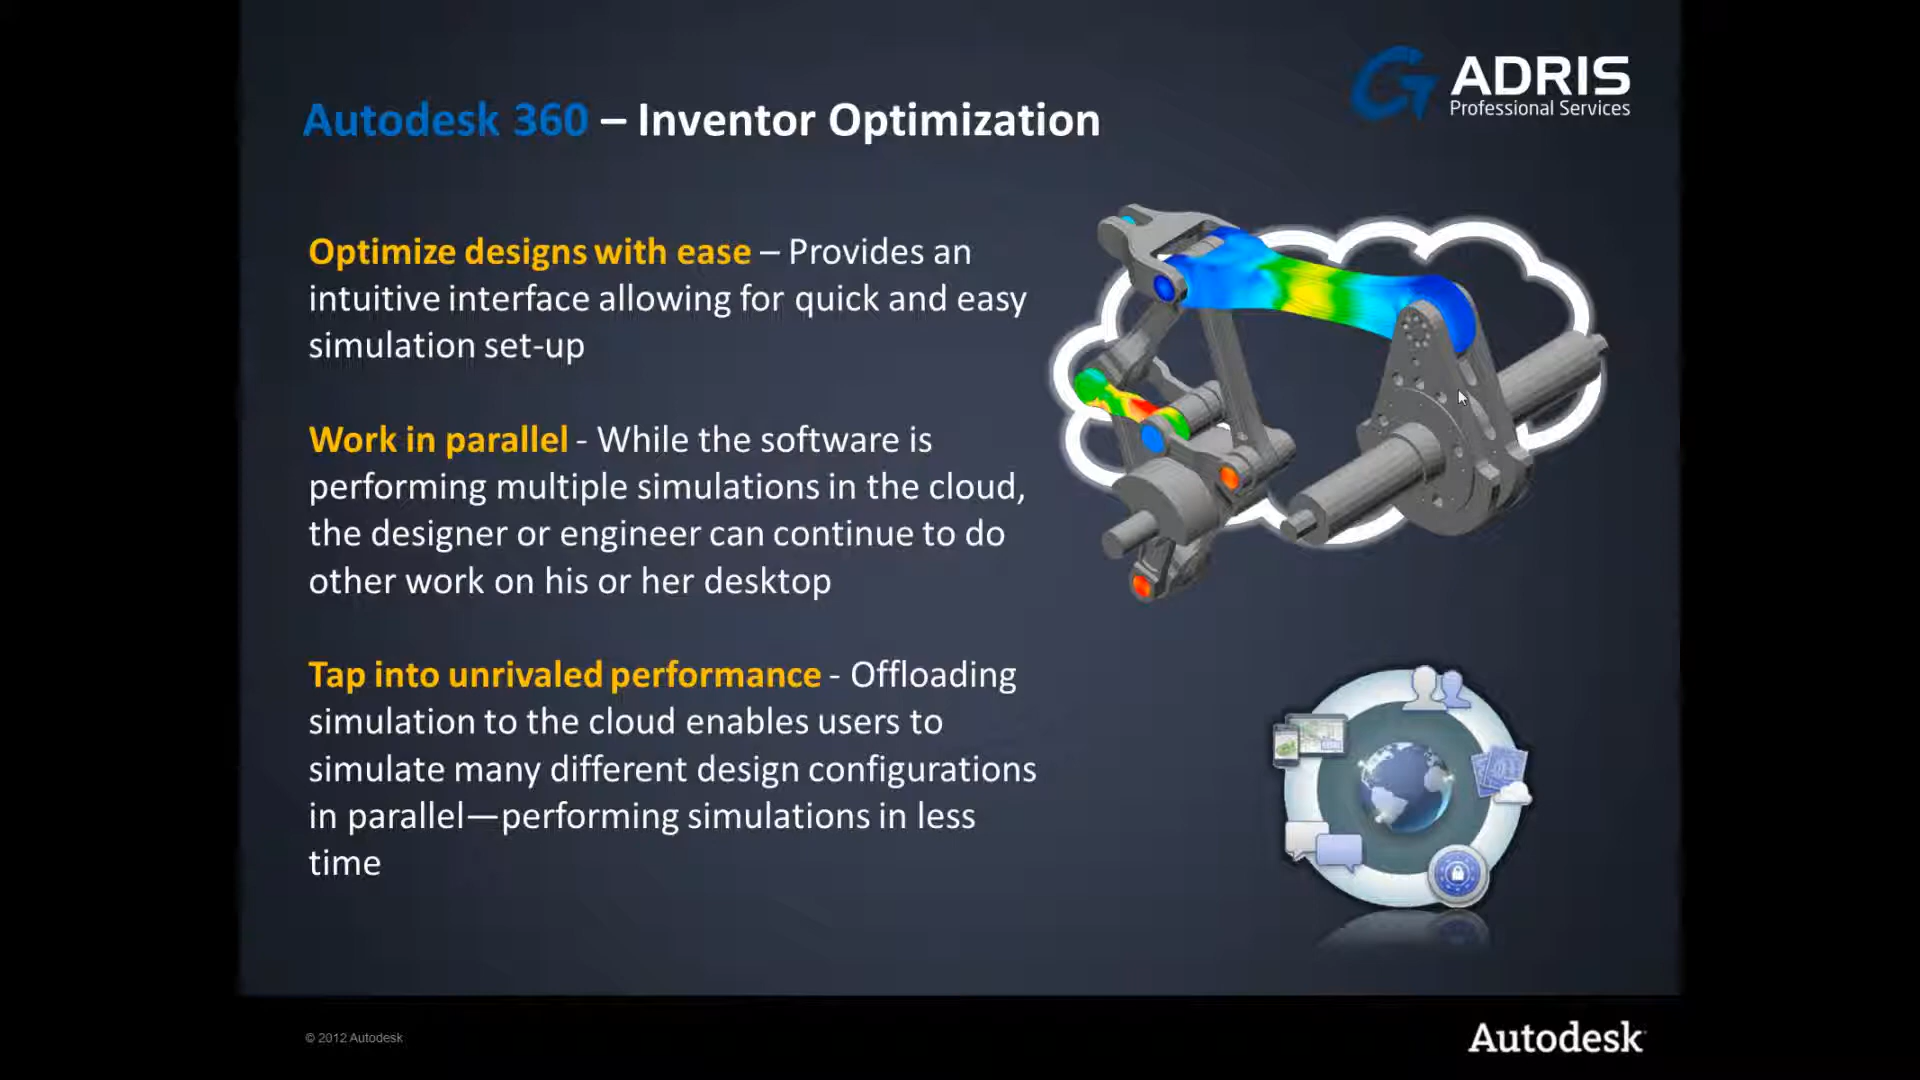 ADRIS
Professional Services
Autodesk 360 – Inventor Optimization
Optimize designs with ease – Provides an
intuitive interface allowing for quick and easy
simulation set-up
Work in parallel - While the software is
performing multiple simulations in the cloud,
the designer or engineer can continue to do
other work on his or her desktop
Tap into unrivaled performance - Offloading
simulation to the cloud enables users to
simulate many different design configurations
in parallel—performing simulations in less
time
© 2012 Autodesk
Autodesk